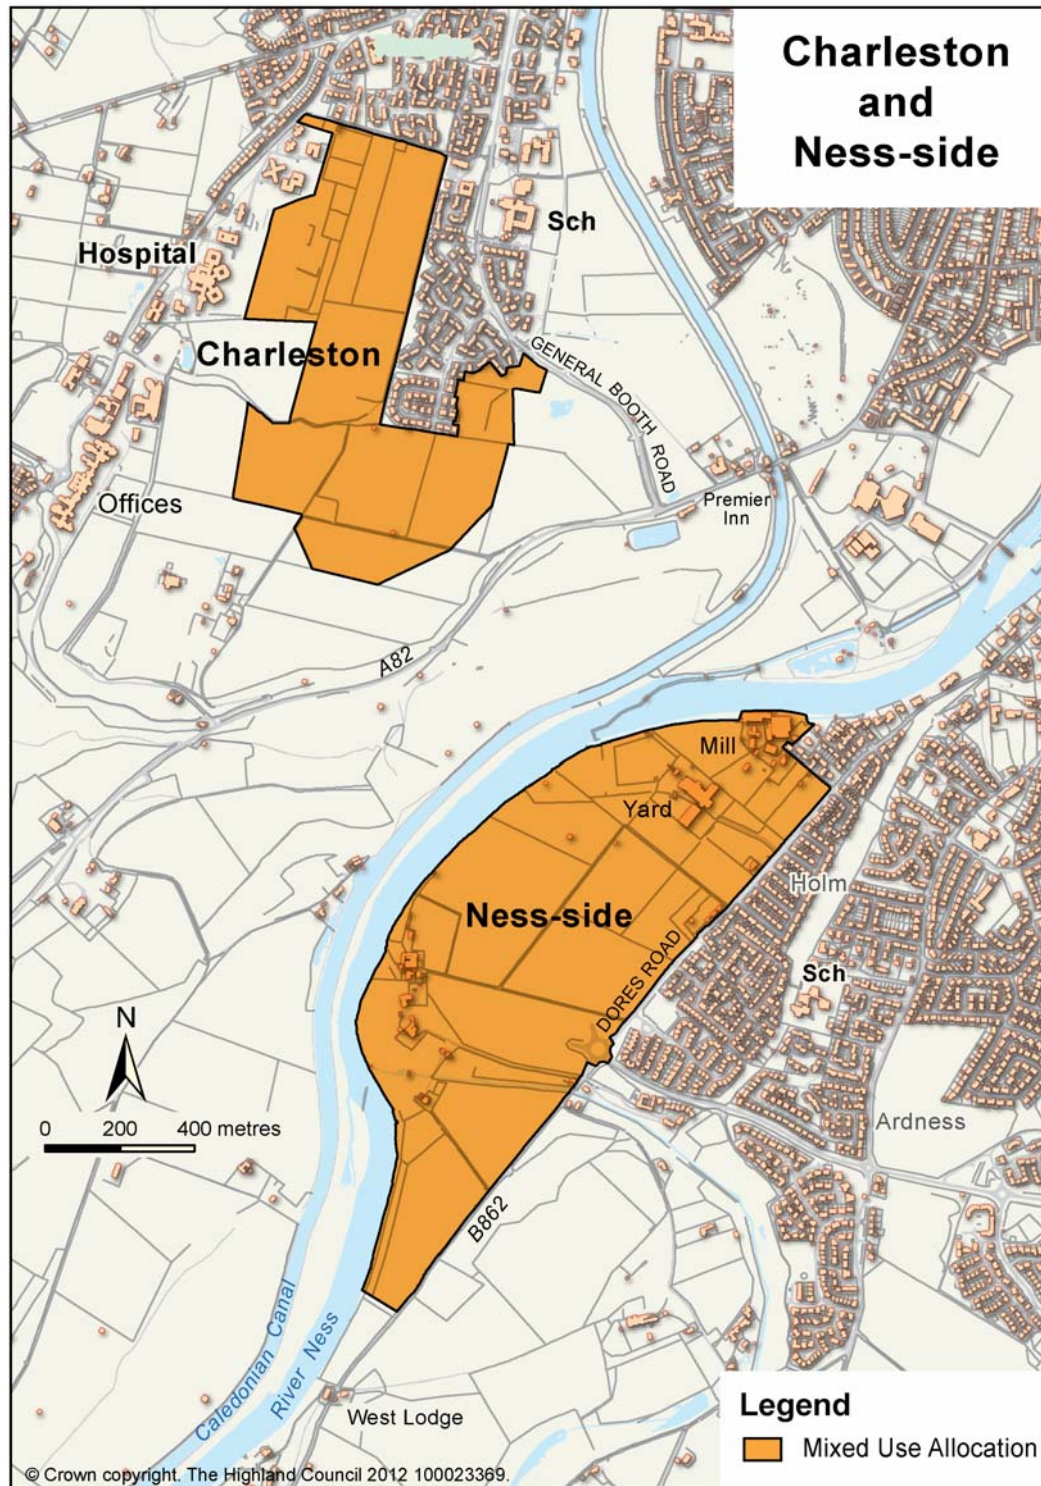 Charleston
and
Ness-side
Sch
Hospital
Charleston
GENERAL BOOTH ROAD
Offices
Premier
Inn
A82
Mill
Yard
Holm
Ness-side
DORES ROAD
Sch
N
0 200 400 metres
Ardness
B862
Caledonian Canal
River Ness
West Lodge
Legend
Mixed Use Allocation
© Crown copyright. The Highland Council 2012 100023369.